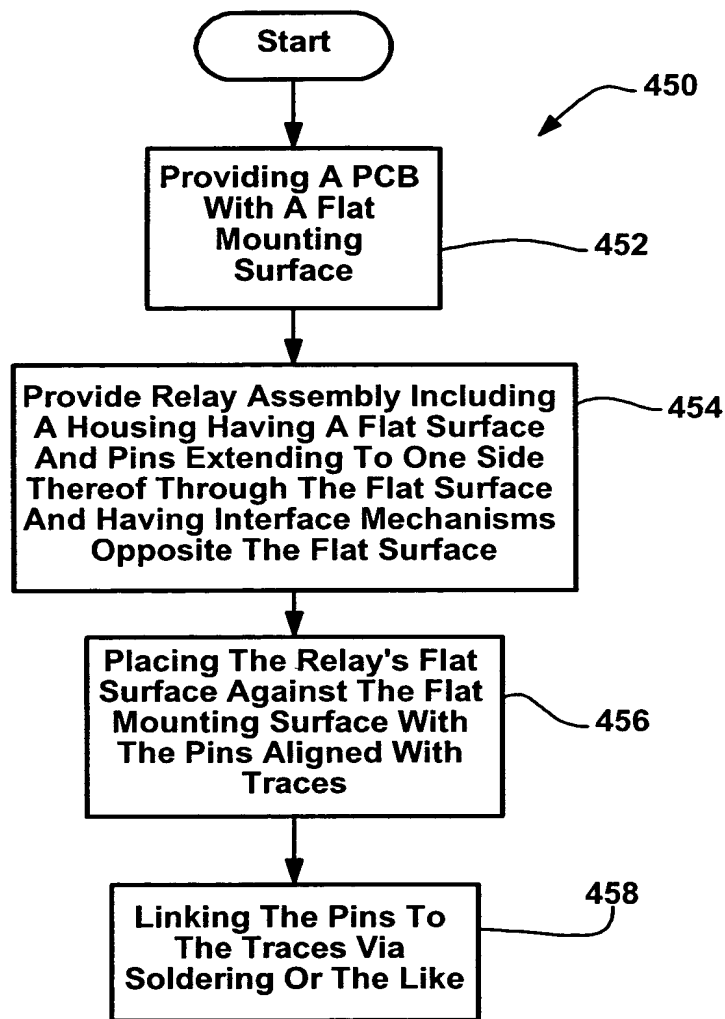 Start
450
Providing A PCB
With A Flat
Mounting
Surface
452
Provide Relay Assembly Including
A Housing Having A Flat Surface
And Pins Extending To One Side
Thereof Through The Flat Surface
And Having Interface Mechanisms
Opposite The Flat Surface
454
Placing The Relay's Flat
Surface Against The Flat
Mounting Surface With
The Pins Aligned With
Traces
456
Linking The Pins To
The Traces Via
Soldering Or The Like
458